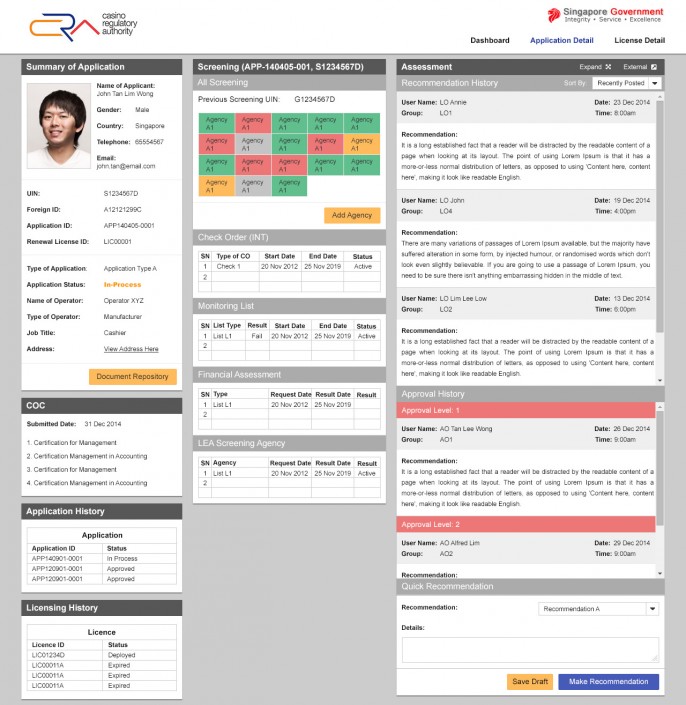 casino
regulatory
authority
Singapore Government
Integrity • Service • Excellence
Dashboard Application Detail License Detail
Summary of Application
Name of Applicant:
John Tan Lim Wong
Gender: Male
Country: Singapore
Telephone: 65554567
Email:
john.tan@email.com
UIN: S1234567D
Foreign ID: A12121299C
Application ID: APP140405-0001
Renewal License ID: LIC00001
Type of Application: Application Type A
Application Status: In-Process
Name of Operator: Operator XYZ
Type of Operator: Manufacturer
Job Title: Cashier
Address: View Address Here
Document Repository
COC
Submitted Date: 31 Dec 2014
1. Certification for Management
2. Certification Management in Accounting
3. Certification for Management
4. Certification Management in Accounting
Application History
Application
Application ID Status
APP140901-0001 In Process
APP120901-0001 Approved
APP120901-0001 Approved
Licensing History
Licence
Licence ID Status
LIC01234D Deployed
LIC00011A Expired
LIC00011A Expired
LIC00011A Expired
Screening (APP-140405-001, S1234567D)
All Screening
Previous Screening UIN: G1234567D
Agency Agency Agency Agency Agency
A1 A1 A1 A1 A1
Agency Agency Agency Agency Agency
A1 A1 A1 A1 A1
Agency Agency Agency Agency Agency
A1 A1 A1 A1 A1
Agency Agency Agency
A1 A1 A1
Add Agency
Check Order (INT)
SN Type of CO Start Date End Date Status
1 Check 1 20 Nov 2012 25 Nov 2019 Active
2
Monitoring List
SN List Type Result Start Date End Date Status
1 List L1 Fail 20 Nov 2012 25 Nov 2019 Active
2
Financial Assessment
SN Type Request Date Result Date Result
1 List L1 20 Nov 2012 25 Nov 2019
2
LEA Screening Agency
SN Agency Request Date Result Date Result
1 List L1 20 Nov 2012 25 Nov 2019
2
Assessment Expand External
Recommendation History Sort By: Recently Posted
User Name: LO Annie Date: 23 Dec 2014
Group: LO1 Time: 8:00am
Recommendation:
It is a long established fact that a reader will be distracted by the readable content of a
page when looking at its layout. The point of using Lorem Ipsum is that it has a
more-or-less normal distribution of letters, as opposed to using 'Content here, content
here', making it look like readable English.
User Name: LO John Date: 19 Dec 2014
Group: LO4 Time: 4:00pm
Recommendation:
There are many variations of passages of Lorem Ipsum available, but the majority have
suffered alteration in some form, by injected humour, or randomised words which don't
look even slightly believable. If you are going to use a passage of Lorem Ipsum, you
need to be sure there isn't anything embarrassing hidden in the middle of text.
User Name: LO Lim Lee Low Date: 13 Dec 2014
Group: LO2 Time: 6:00pm
Recommendation:
It is a long established fact that a reader will be distracted by the readable content of a
page when looking at its layout. The point of using Lorem Ipsum is that it has a
more-or-less normal distribution of letters, as opposed to using 'Content here, content
here', making it look like readable English.
Approval History
Approval Level: 1
User Name: AO Tan Lee Wong Date: 26 Dec 2014
Group: AO1 Time: 9.00am
Recommendation:
It is a long established fact that a reader will be distracted by the readable content of a
page when looking at its layout. The point of using Lorem Ipsum is that it has a
more-or-less normal distribution of letters, as opposed to using 'Content here, content
here', making it look like readable English.
Approval Level: 2
User Name: AO Alfred Lim Date: 29 Dec 2014
Group: AO2 Time: 9.00am
Recommendation:
Quick Recommendation
Recommendation: Recommendation A
Details:
Save Draft Make Recommendation